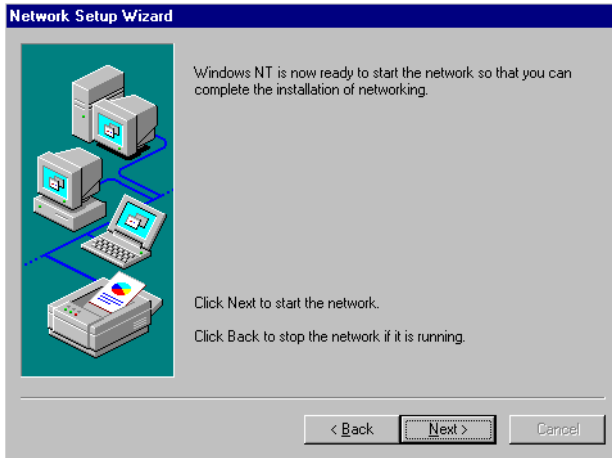 Network Setup Wizard
Windows NT is now ready to start the network so that you can
complete the installation of networking.
Click Next to start the network.
Click Back to stop the network if it is running.
< Back
Next >
Cancel